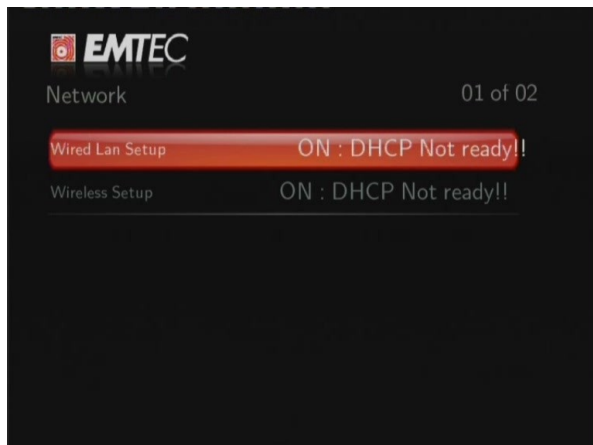 EMTEC
Network 01 of 02
Wired Lan Setup ON : DHCP Not ready!!
Wireless Setup ON : DHCP Not ready!!